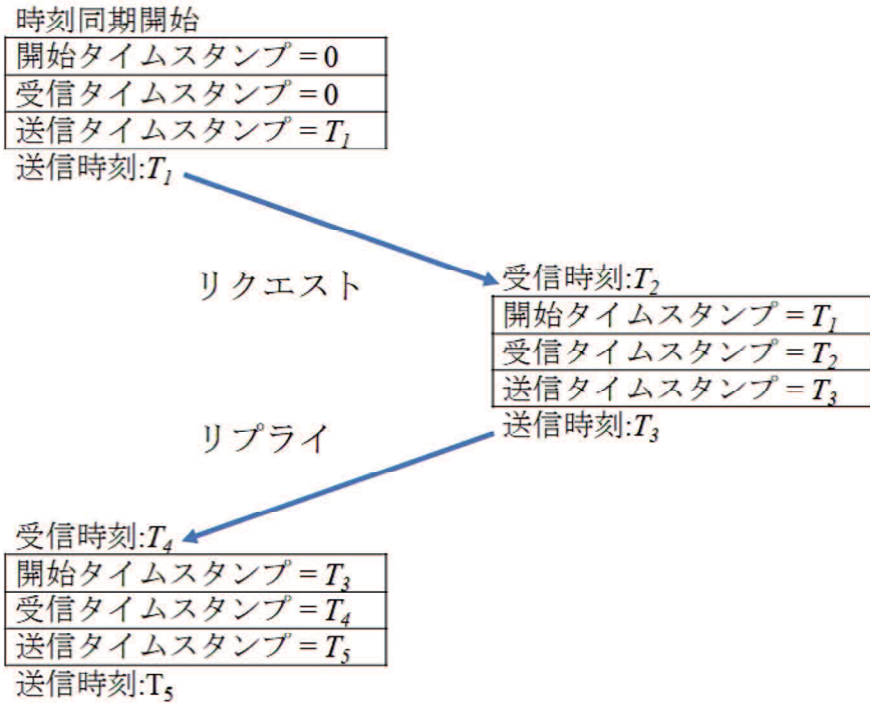 時刻同期開始
開始タイムスタンプ = 0
受信タイムスタンプ = 0
送信タイムスタンプ = T1
送信時刻:T1
リクエスト
受信時刻:T2
開始タイムスタンプ = T1
受信タイムスタンプ = T2
送信タイムスタンプ = T3
送信時刻:T3
リプライ
受信時刻:T4
開始タイムスタンプ = T3
受信タイムスタンプ = T4
送信タイムスタンプ = T5
送信時刻:T5